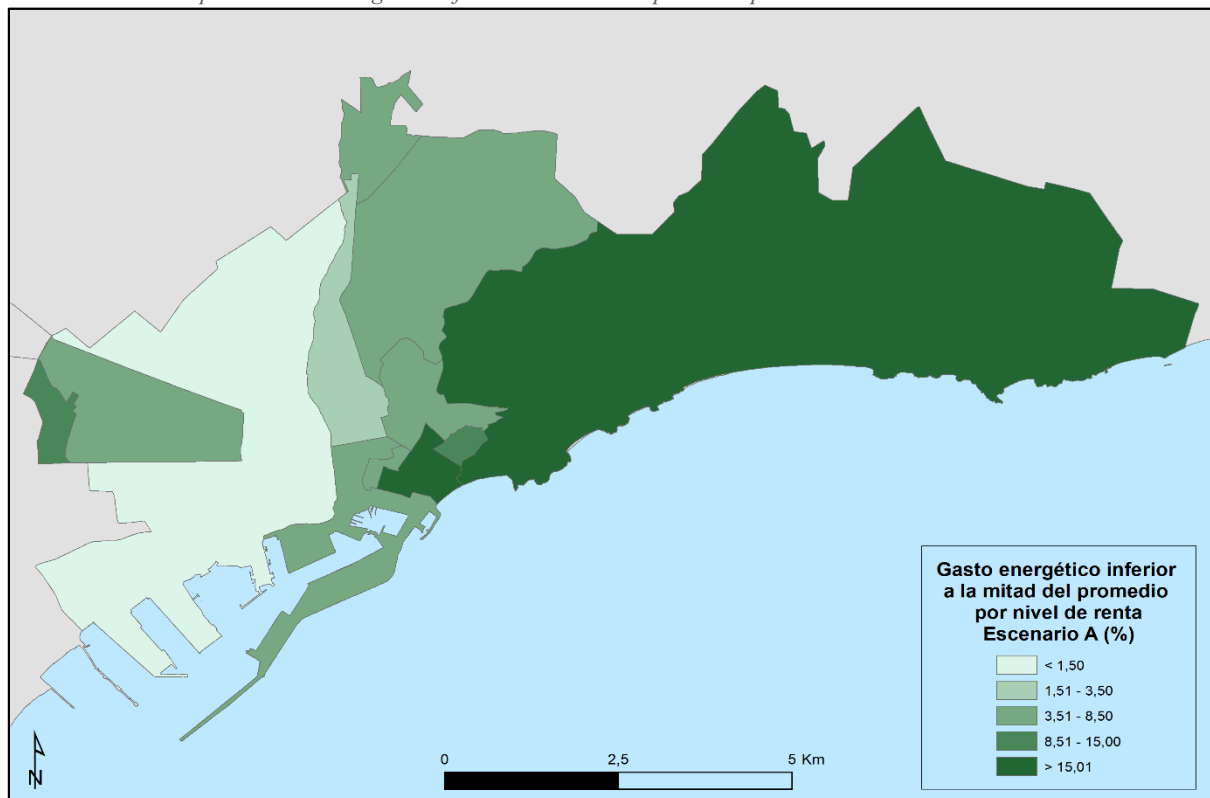 Gasto energético inferior
a la mitad del promedio
por nivel de renta
Escenario A (%)
< 1,50
1,51 - 3,50
3,51 - 8,50
8,51 - 15,00
> 15,01
0 2,5 5 Km
N